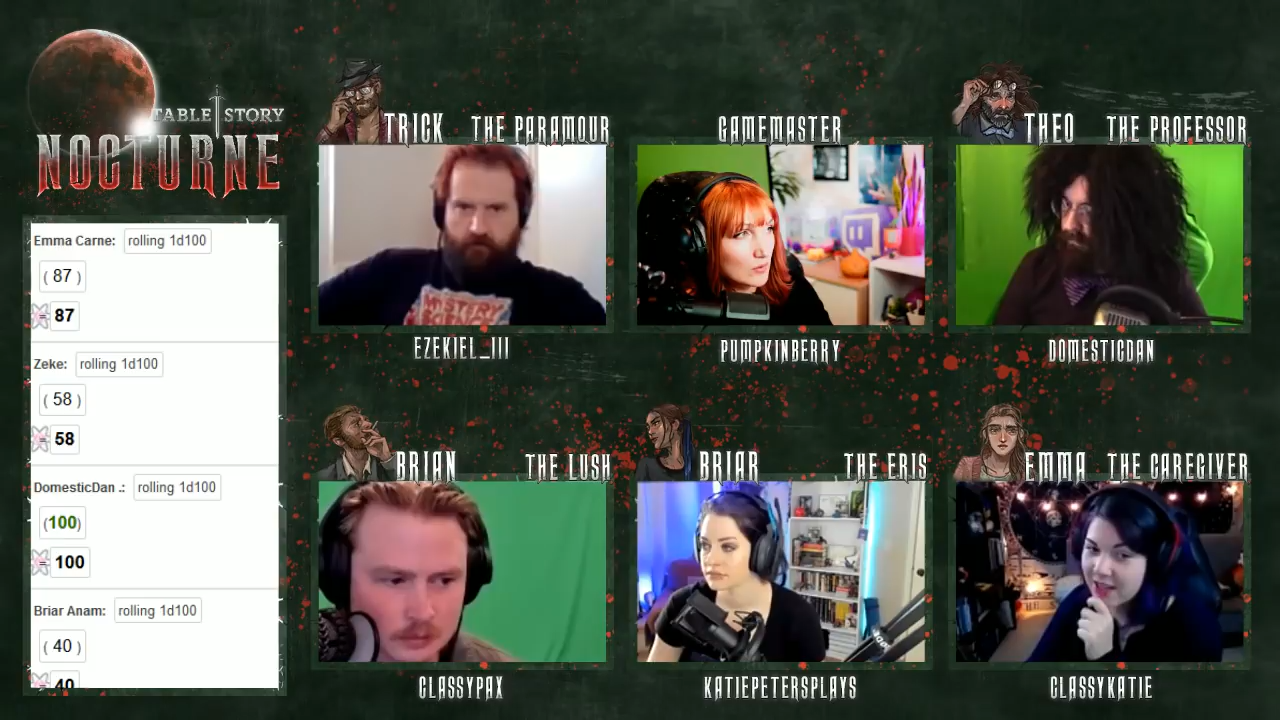 TABLE STORY
NOCTURNE
Emma Carne: rolling 1d100
( 87 )
= 87
Zeke: rolling 1d100
( 58 )
= 58
DomesticDan .: rolling 1d100
(100)
= 100
Briar Anam: rolling 1d100
( 40 )
= 40
TRICK THE PARAMOUR
MYSTERY
EZEKIEL_III
GAMEMASTER
PUMPKINBERRY
THEO THE PROFESSOR
DOMESTICDAN
BRIAN THE LUSH
CLASSYPAX
BRIAR THE ERIS
KATIEPETERSPLAYS
EMMA THE CAREGIVER
CLASSYKATIE